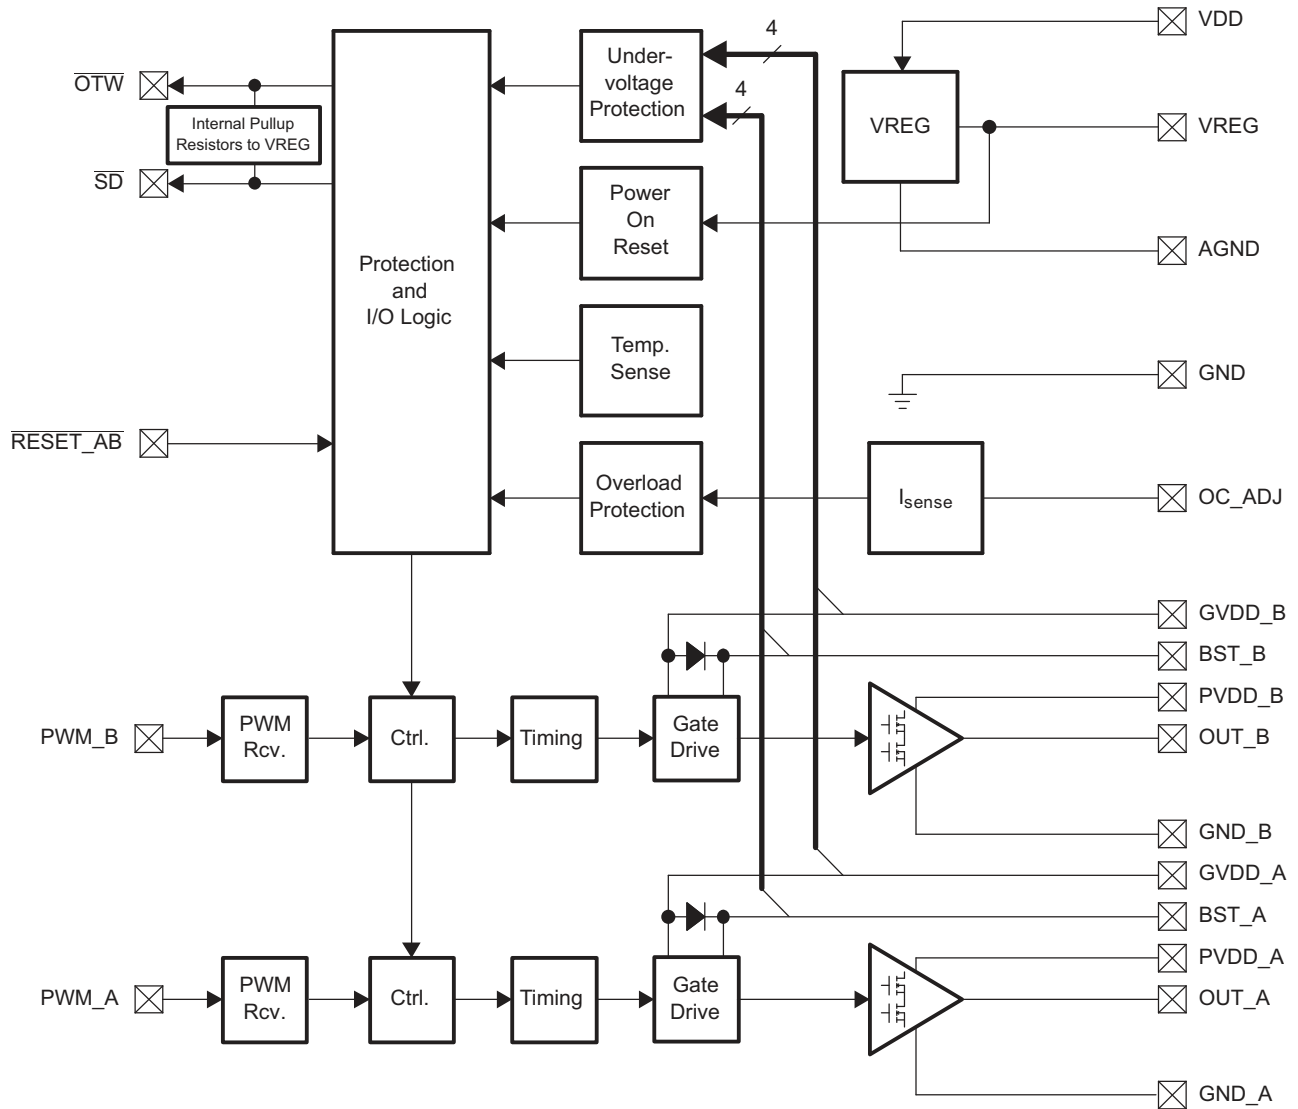 4
VDD
Under-
voltage
Protection
OTW
4
Internal Pullup
Resistors to VREG
VREG
VREG
SD
Power
On
Reset
AGND
Protection
and
I/O Logic
Temp.
Sense
GND
RESET_AB
Overload
Protection
Isense
OC_ADJ
GVDD_B
BST_B
PVDD_B
PWM_B
PWM
Rcv.
Ctrl.
Timing
Gate
Drive
OUT_B
GND_B
GVDD_A
BST_A
PVDD_A
PWM_A
PWM
Rcv.
Ctrl.
Timing
Gate
Drive
OUT_A
GND_A